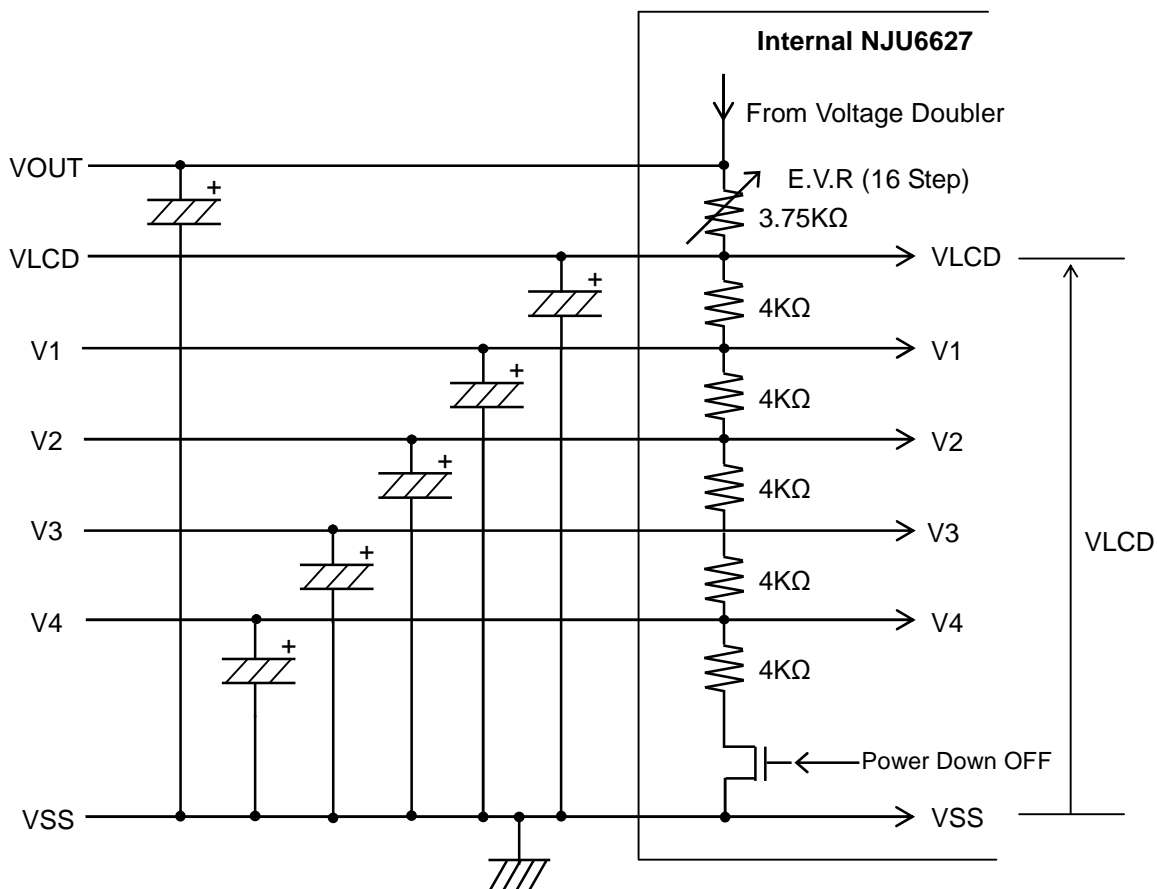 Internal NJU6627
From Voltage Doubler
VOUT
+
E.V.R (16 Step)
3.75KΩ
VLCD
VLCD
+
4KΩ
V1
V1
+
4KΩ
V2
V2
+
4KΩ
V3
V3
VLCD
+
4KΩ
V4
V4
+
4KΩ
Power Down OFF
VSS
VSS